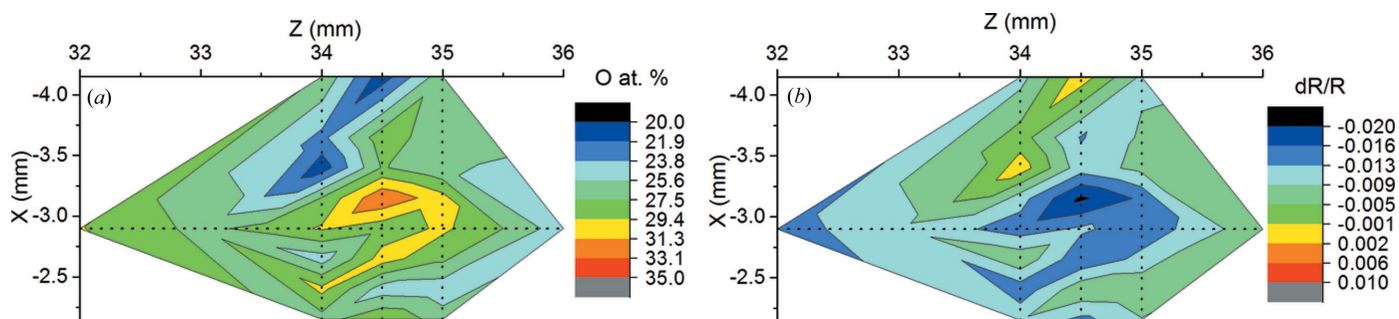 Z (mm)
32 33 34 35 36
X (mm)
-4.0
-3.5
-3.0
-2.5
(a)
O at. %
20.0
21.9
23.8
25.6
27.5
29.4
31.3
33.1
35.0
Z (mm)
32 33 34 35 36
X (mm)
-4.0
-3.5
-3.0
-2.5
(b)
dR/R
-0.020
-0.016
-0.013
-0.009
-0.005
-0.001
0.002
0.006
0.010